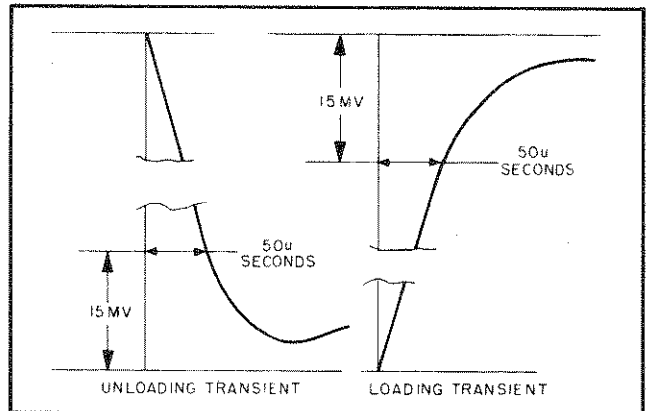 15 MV
50u
SECONDS
15 MV
50u
SECONDS
UNLOADING TRANSIENT
LOADING TRANSIENT